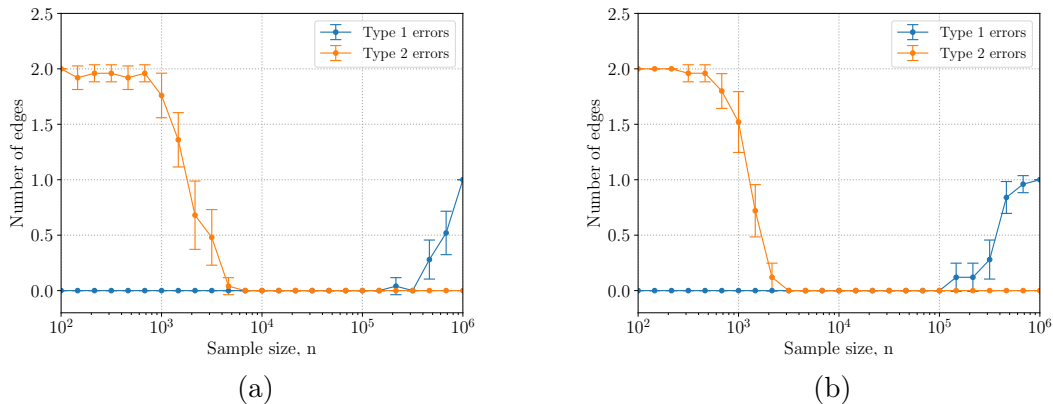 2.5
2.0
1.5
1.0
0.5
0.0
Number of edges
10^2
10^3
10^4
10^5
10^6
Sample size, n
Type 1 errors
Type 2 errors
(a)
2.5
2.0
1.5
1.0
0.5
0.0
Number of edges
10^2
10^3
10^4
10^5
10^6
Sample size, n
Type 1 errors
Type 2 errors
(b)